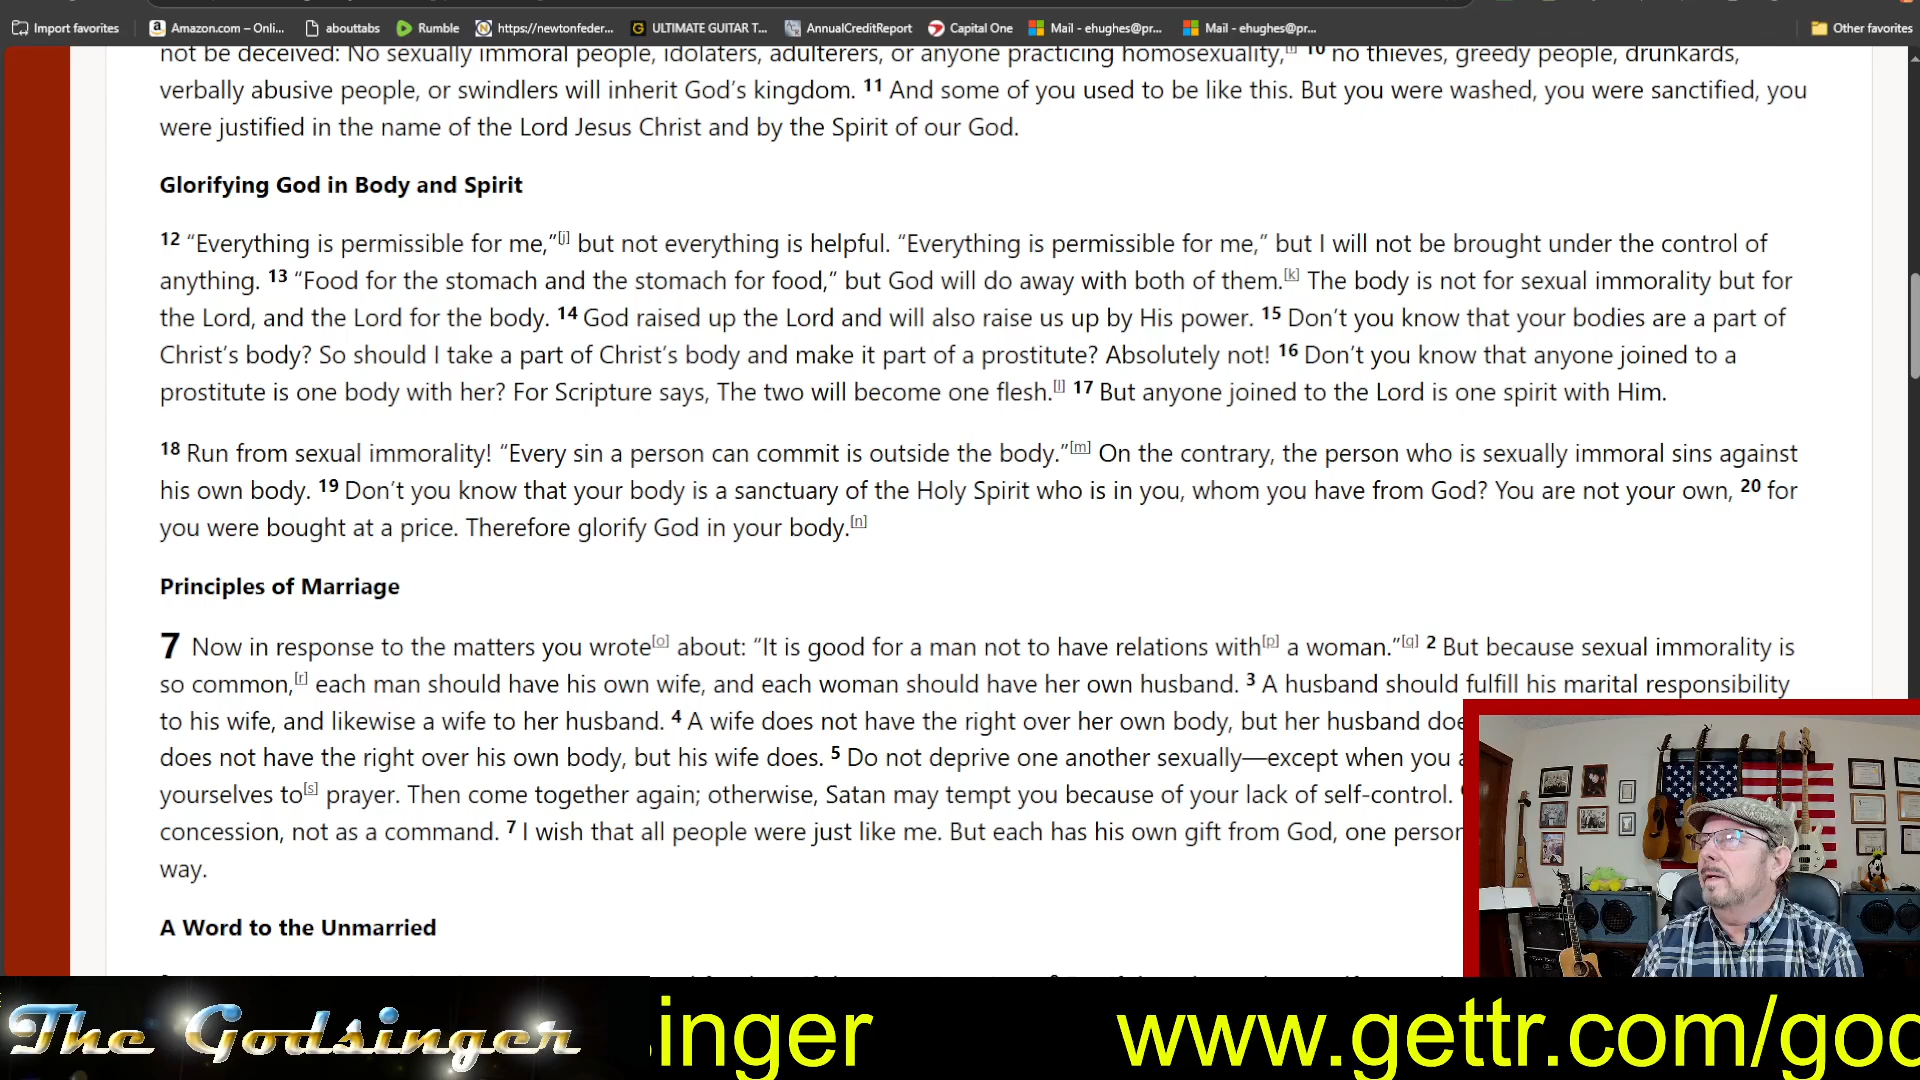 Import favorites Amazon.com – Onli... abouttabs Rumble https://newtonfeder... ULTIMATE GUITAR T... AnnualCreditReport Capital One Mail - ehughes@pr... Mail - ehughes@pr... Other favorites
not be deceived: No sexually immoral people, idolaters, adulterers, or anyone practicing homosexuality, 10 no thieves, greedy people, drunkards,
verbally abusive people, or swindlers will inherit God’s kingdom. 11 And some of you used to be like this. But you were washed, you were sanctified, you
were justified in the name of the Lord Jesus Christ and by the Spirit of our God.
Glorifying God in Body and Spirit
12 “Everything is permissible for me,”[j] but not everything is helpful. “Everything is permissible for me,” but I will not be brought under the control of
anything. 13 “Food for the stomach and the stomach for food,” but God will do away with both of them.[k] The body is not for sexual immorality but for
the Lord, and the Lord for the body. 14 God raised up the Lord and will also raise us up by His power. 15 Don’t you know that your bodies are a part of
Christ’s body? So should I take a part of Christ’s body and make it part of a prostitute? Absolutely not! 16 Don’t you know that anyone joined to a
prostitute is one body with her? For Scripture says, The two will become one flesh.[l] 17 But anyone joined to the Lord is one spirit with Him.
18 Run from sexual immorality! “Every sin a person can commit is outside the body.”[m] On the contrary, the person who is sexually immoral sins against
his own body. 19 Don’t you know that your body is a sanctuary of the Holy Spirit who is in you, whom you have from God? You are not your own, 20 for
you were bought at a price. Therefore glorify God in your body.[n]
Principles of Marriage
7 Now in response to the matters you wrote[o] about: “It is good for a man not to have relations with[p] a woman.”[q] 2 But because sexual immorality is
so common,[r] each man should have his own wife, and each woman should have her own husband. 3 A husband should fulfill his marital responsibility
to his wife, and likewise a wife to her husband. 4 A wife does not have the right over her own body, but her husband doe
does not have the right over his own body, but his wife does. 5 Do not deprive one another sexually—except when you a
yourselves to[s] prayer. Then come together again; otherwise, Satan may tempt you because of your lack of self-control.
concession, not as a command. 7 I wish that all people were just like me. But each has his own gift from God, one person
way.
A Word to the Unmarried
The Godsinger inger www.gettr.com/god